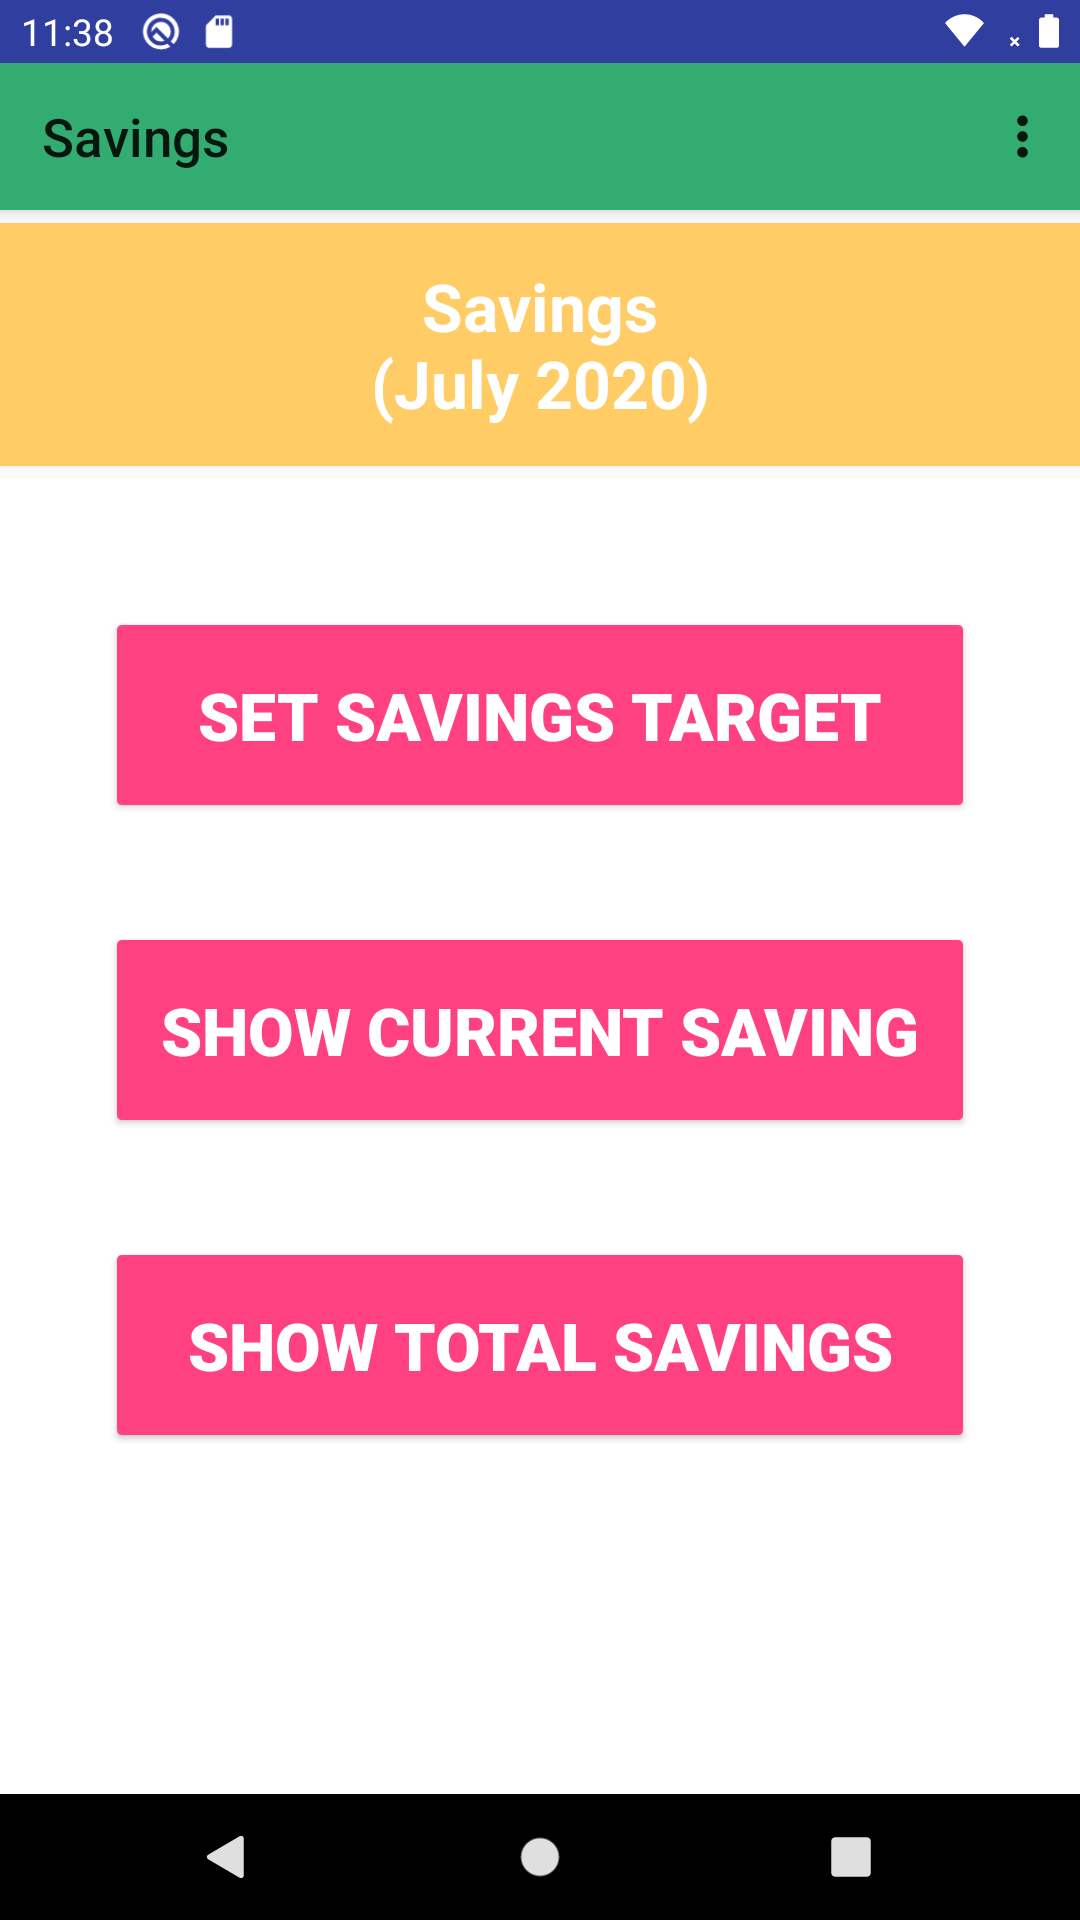 11:38
Savings
Savings
(July 2020)
SET SAVINGS TARGET
SHOW CURRENT SAVING
SHOW TOTAL SAVINGS